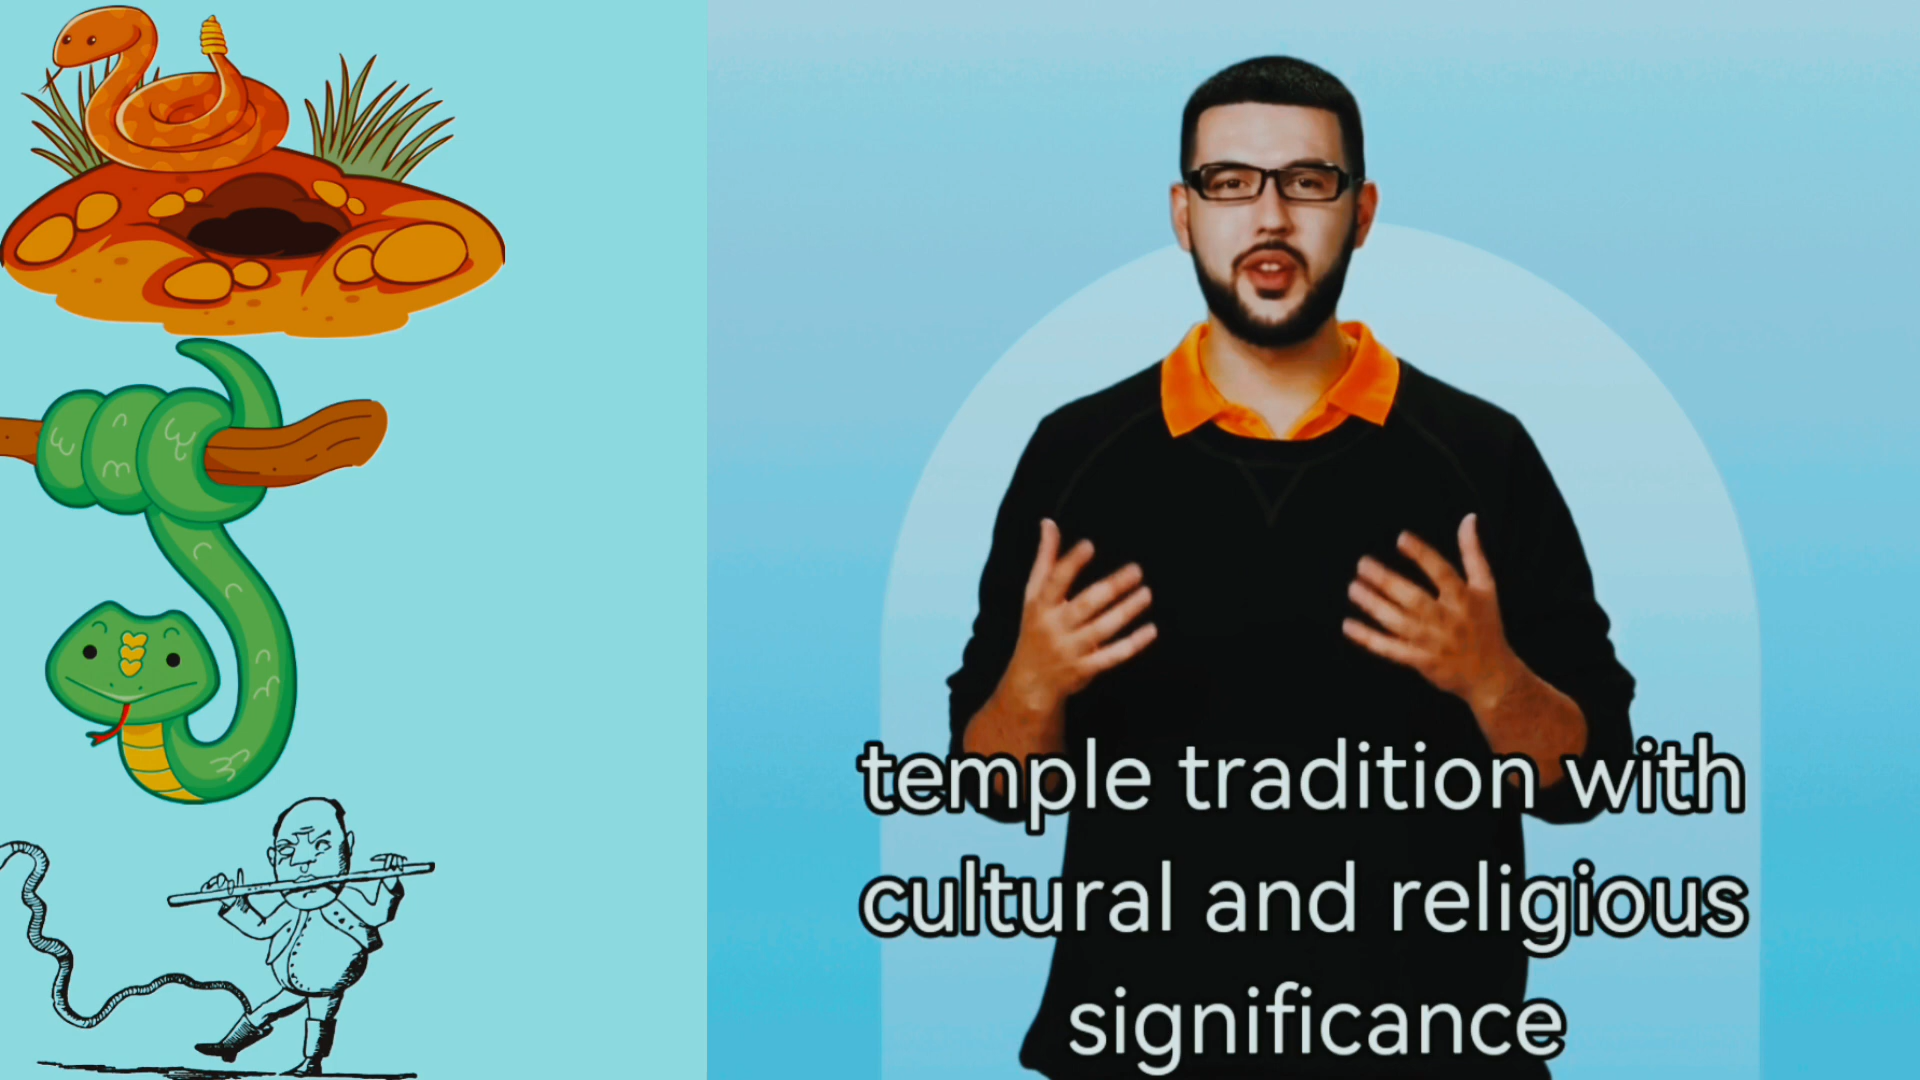 temple tradition with
cultural and religious
significance